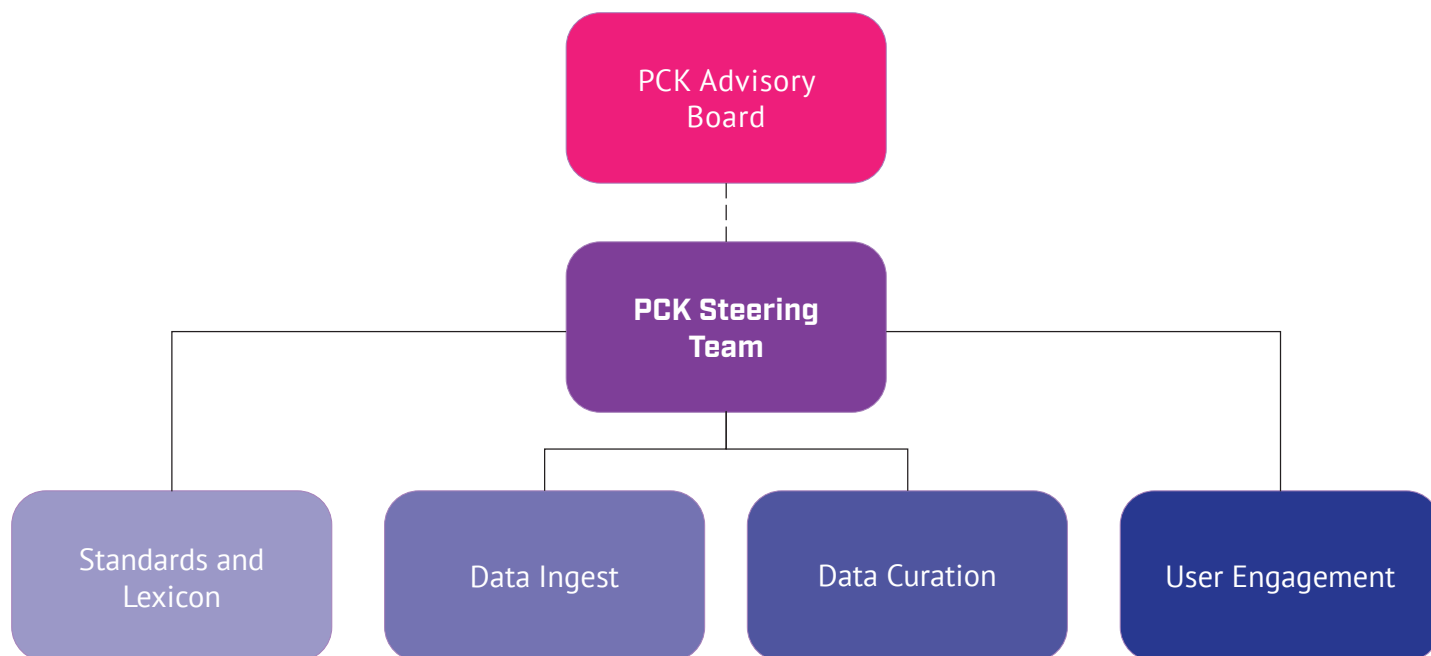 PCK Advisory
Board
PCK Steering
Team
Standards and
Lexicon
Data Ingest
Data Curation
User Engagement